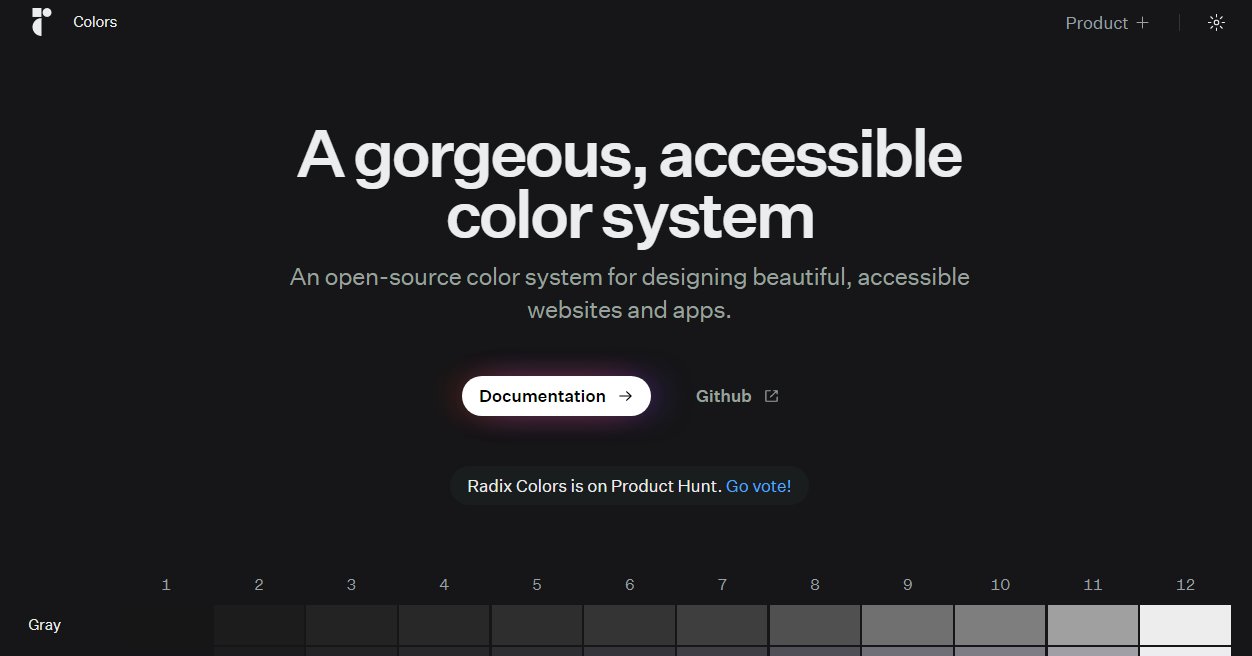 Colors
Product
A gorgeous, accessible
color system
An open-source color system for designing beautiful, accessible
websites and apps.
Documentation
Github
Radix Colors is on Product Hunt. Go vote!
1 2 3 4 5 6 7 8 9 10 11 12
Gray